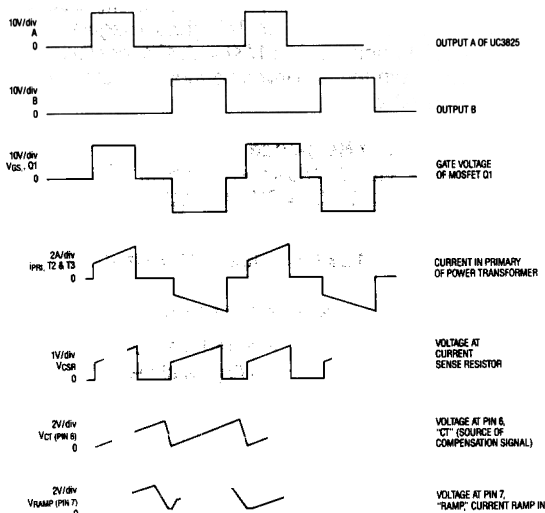 10V/div
A
0
OUTPUT A OF UC3825
10V/div
B
0
OUTPUT B
10V/div
VGS, Q1
0
GATE VOLTAGE
OF MOSFET Q1
2A/div
iPRI, T2 & T3
0
CURRENT IN PRIMARY
OF POWER TRANSFORMER
1V/div
VCSR
0
VOLTAGE AT
CURRENT
SENSE RESISTOR
2V/div
VCT (PIN 6)
0
VOLTAGE AT PIN 6,
"CT" (SOURCE OF
COMPENSATION SIGNAL)
2V/div
VRAMP (PIN 7)
0
VOLTAGE AT PIN 7,
"RAMP," CURRENT RAMP IN